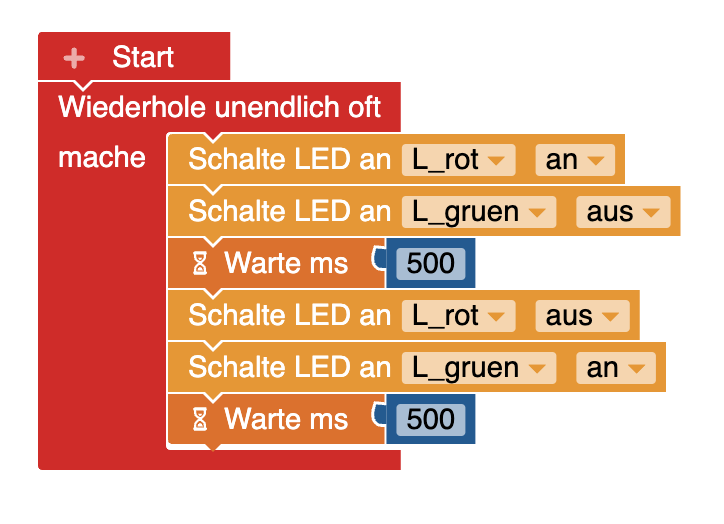 + Start
Wiederhole unendlich oft
mache
Schalte LED an L_rot an
Schalte LED an L_gruen aus
Warte ms 500
Schalte LED an L_rot aus
Schalte LED an L_gruen an
Warte ms 500